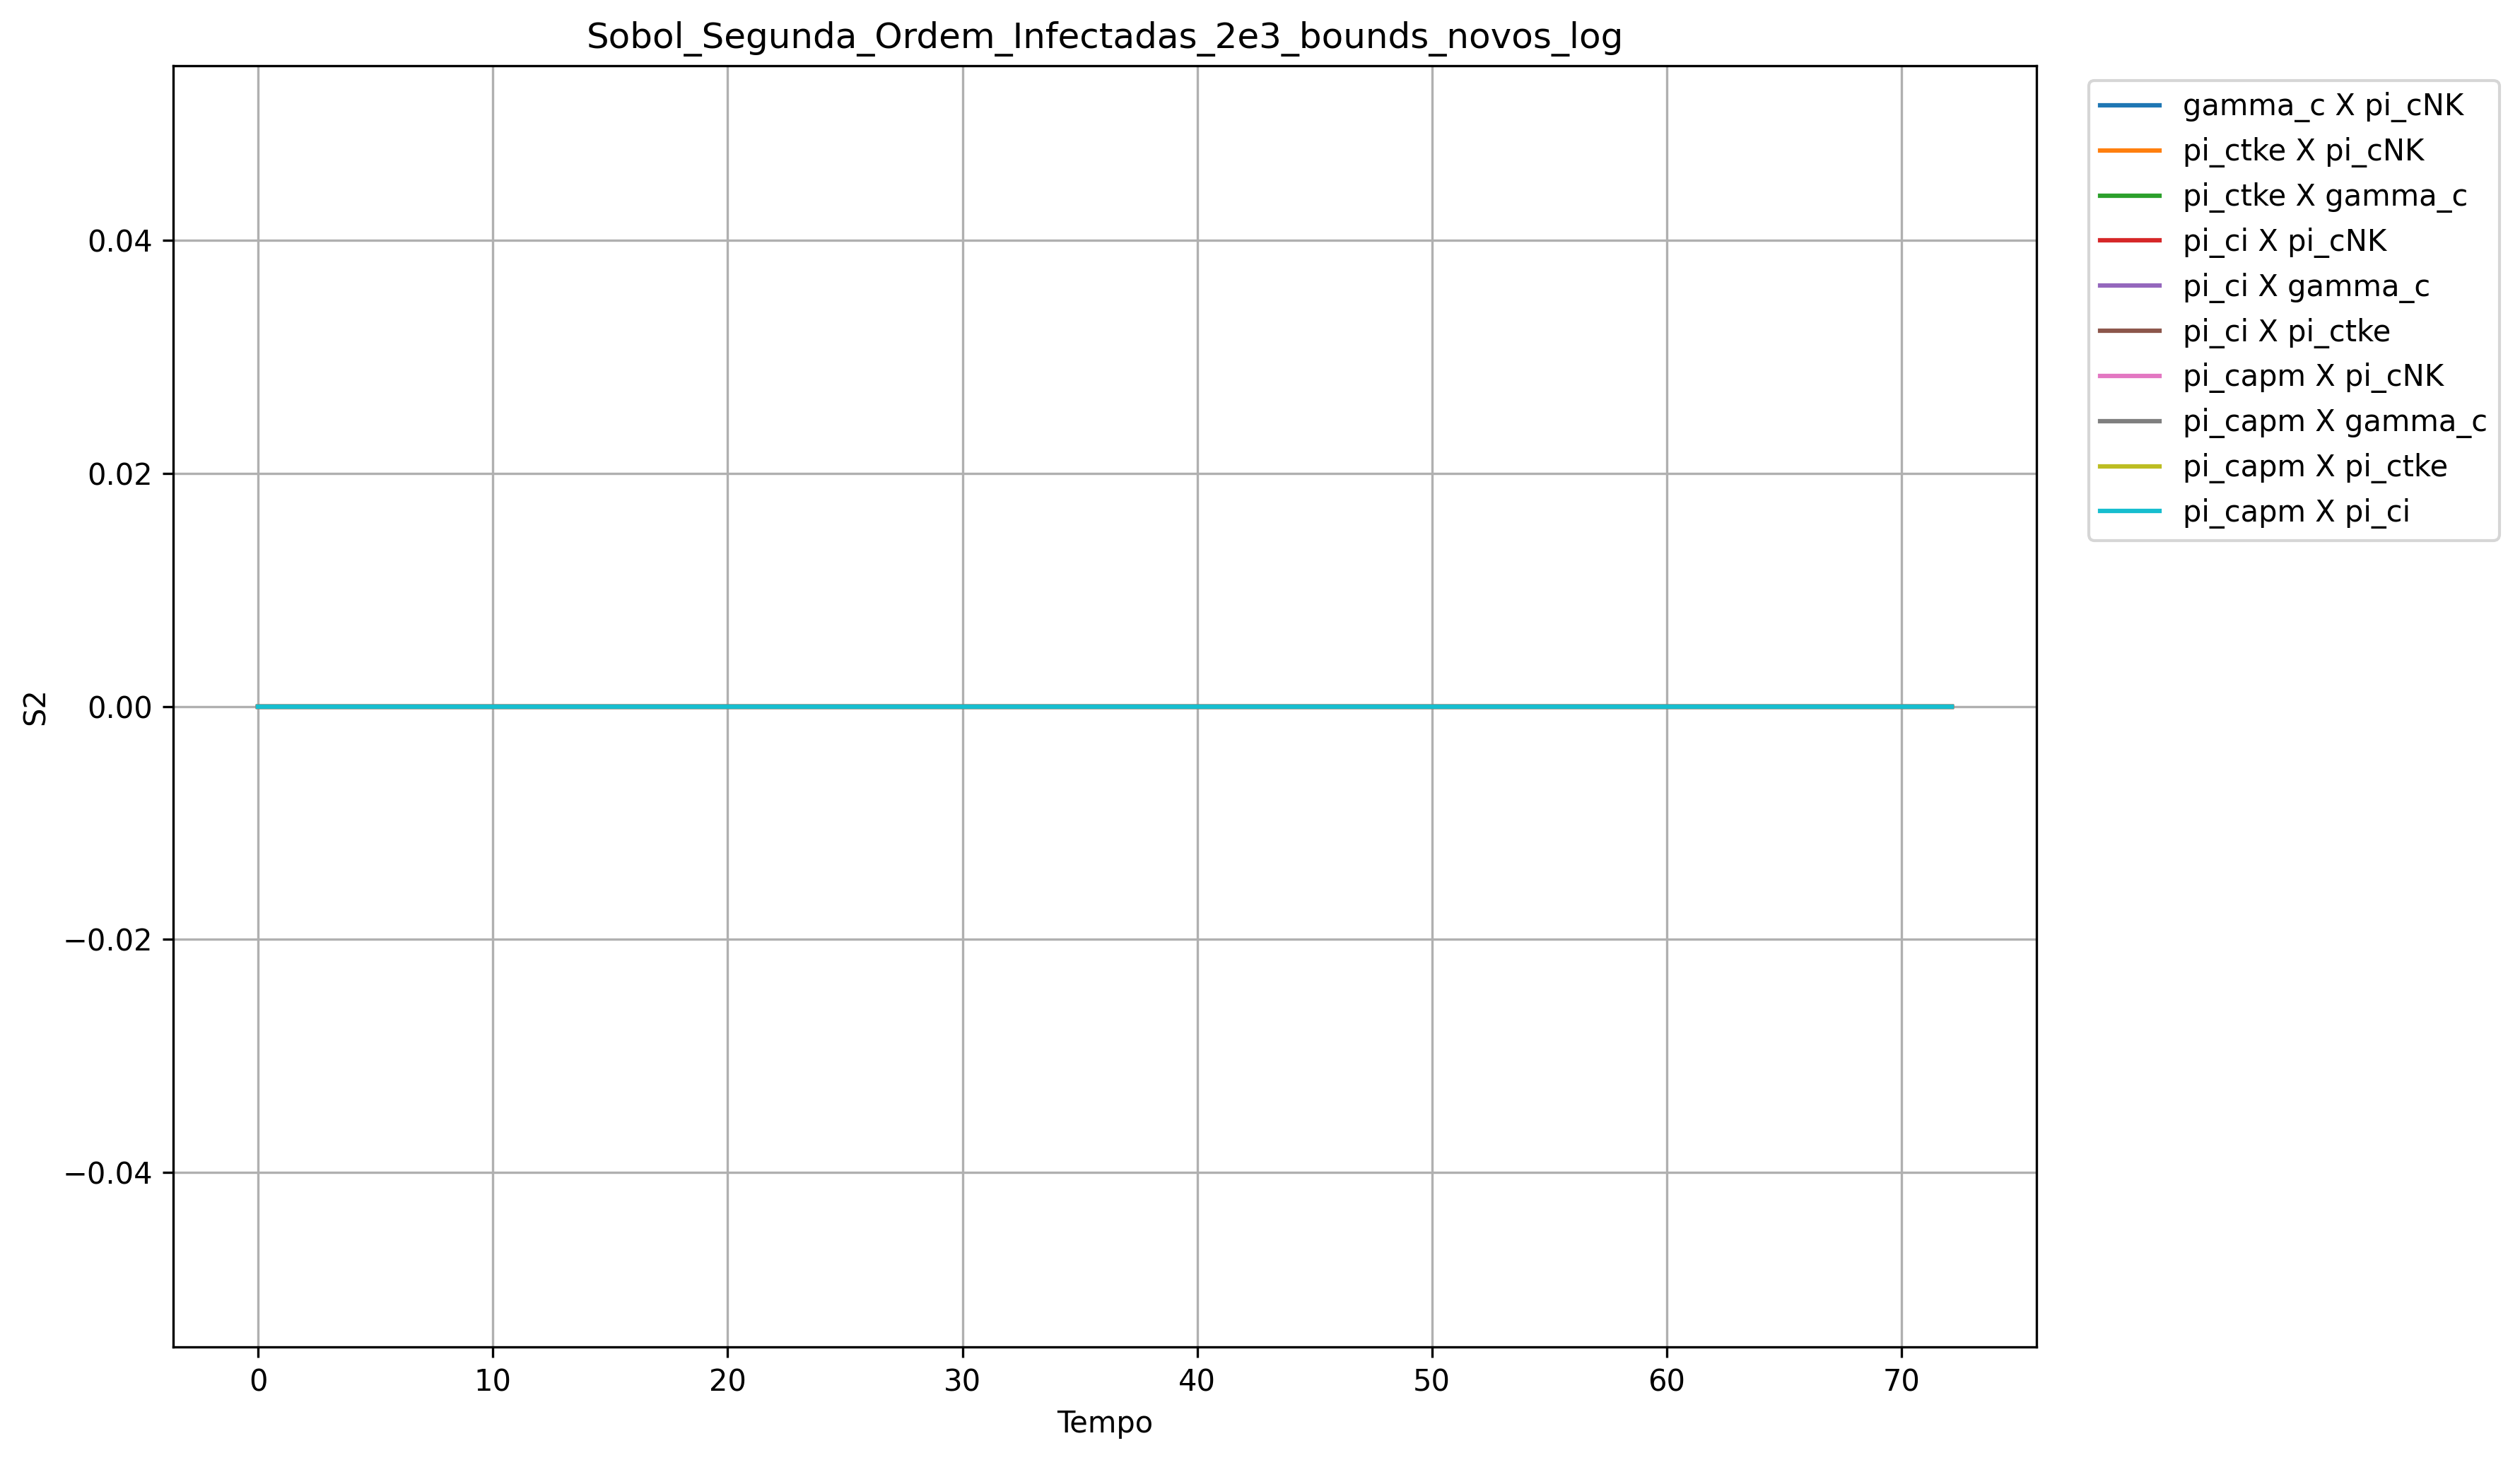 Sobol_Segunda_Ordem_Infectadas_2e3_bounds_novos_log
gamma_c X pi_cNK
pi_ctke X pi_cNK
pi_ctke X gamma_c
pi_ci X pi_cNK
pi_ci X gamma_c
pi_ci X pi_ctke
pi_capm X pi_cNK
pi_capm X gamma_c
pi_capm X pi_ctke
pi_capm X pi_ci
S2
0.04
0.02
0.00
−0.02
−0.04
0 10 20 30 40 50 60 70
Tempo